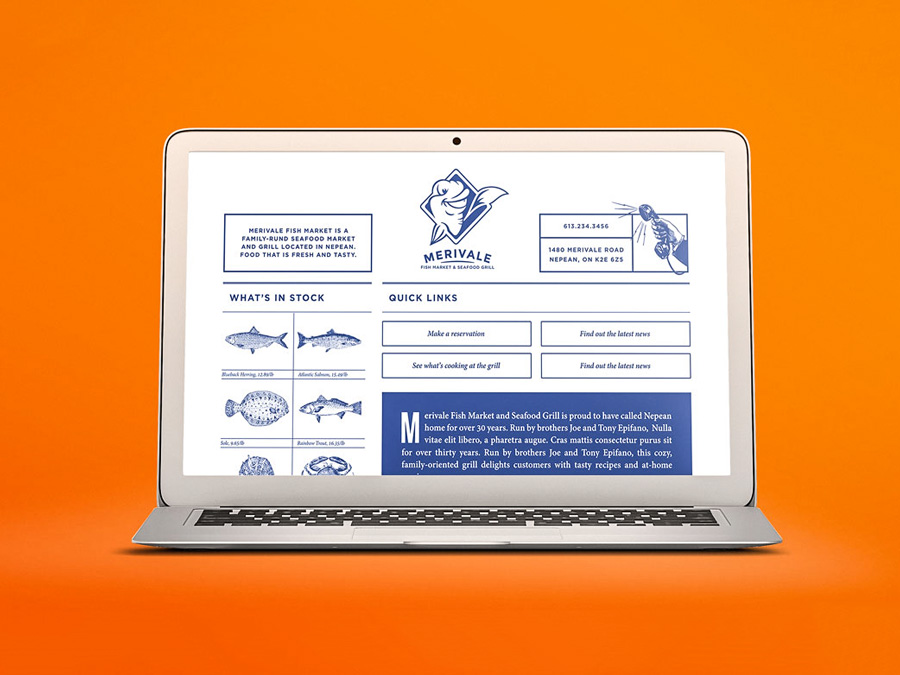 MERIVALE FISH MARKET IS A
FAMILY-RUND SEAFOOD MARKET
AND GRILL LOCATED IN NEPEAN.
FOOD THAT IS FRESH AND TASTY.
MERIVALE
FISH MARKET & SEAFOOD GRILL
613.234.3456
1480 MERIVALE ROAD
NEPEAN, ON K2E 6Z5
WHAT'S IN STOCK
Blueback Herring, 12.89/lb
Atlantic Salmon, 15.49/lb
Sole, 9.65/lb
Rainbow Trout, 16.35/lb
QUICK LINKS
Make a reservation
Find out the latest news
See what's cooking at the grill
Find out the latest news
Merivale Fish Market and Seafood Grill is proud to have called Nepean
home for over 30 years. Run by brothers Joe and Tony Epifano, Nulla
vitae elit libero, a pharetra augue. Cras mattis consectetur purus sit
for over thirty years. Run by brothers Joe and Tony Epifano, this cozy,
family-oriented grill delights customers with tasty recipes and at-home